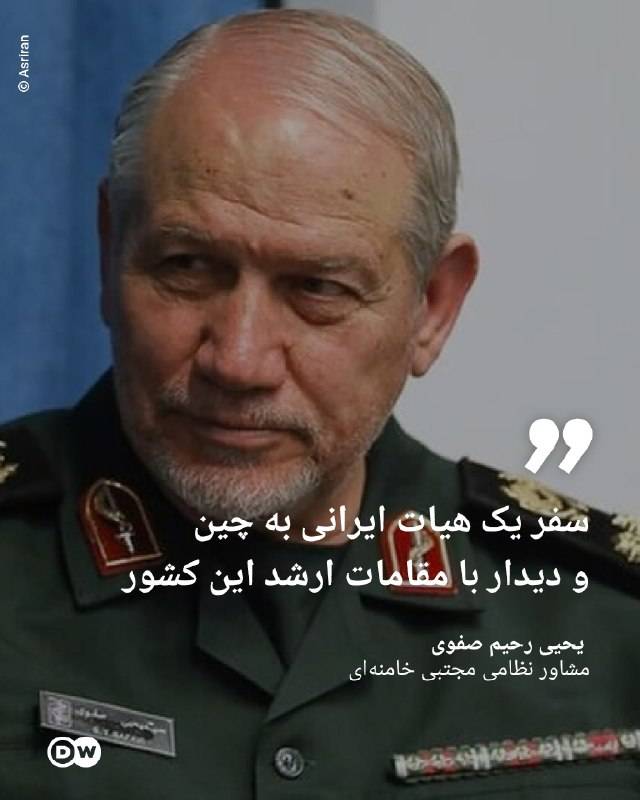 © Asriran
”
سفر یک هیات ایرانی به چین
و دیدار با مقامات ارشد این کشور
یحیی رحیم صفوی
مشاور نظامی مجتبی خامنه‌ای
DW